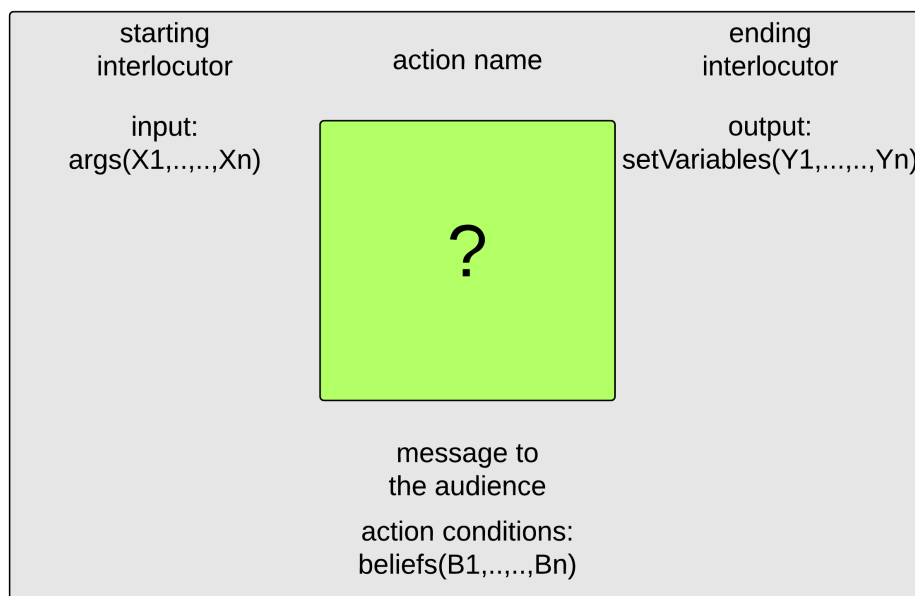 starting
interlocutor
action name
ending
interlocutor
input:
args(X1,..,..,Xn)
output:
setVariables(Y1,...,..,Yn)
?
message to
the audience
action conditions:
beliefs(B1,..,..,Bn)